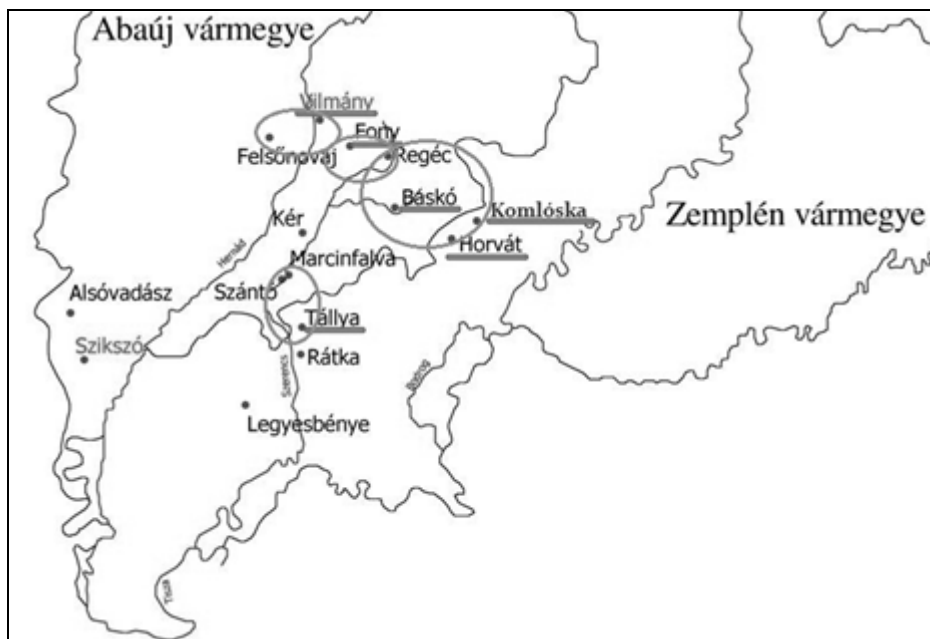 Abaúj vármegye
Vilmány
Fony
Felsőnovaj
Regéc
Báskó
Komlóska
Zemplén vármegye
Kér
Horvát
Hernád
Marcinfalva
Alsóvadász
Szántó
Tállya
Szikszó
Rátka
Szerencs
Bodrog
Legyesbénye
Tisza